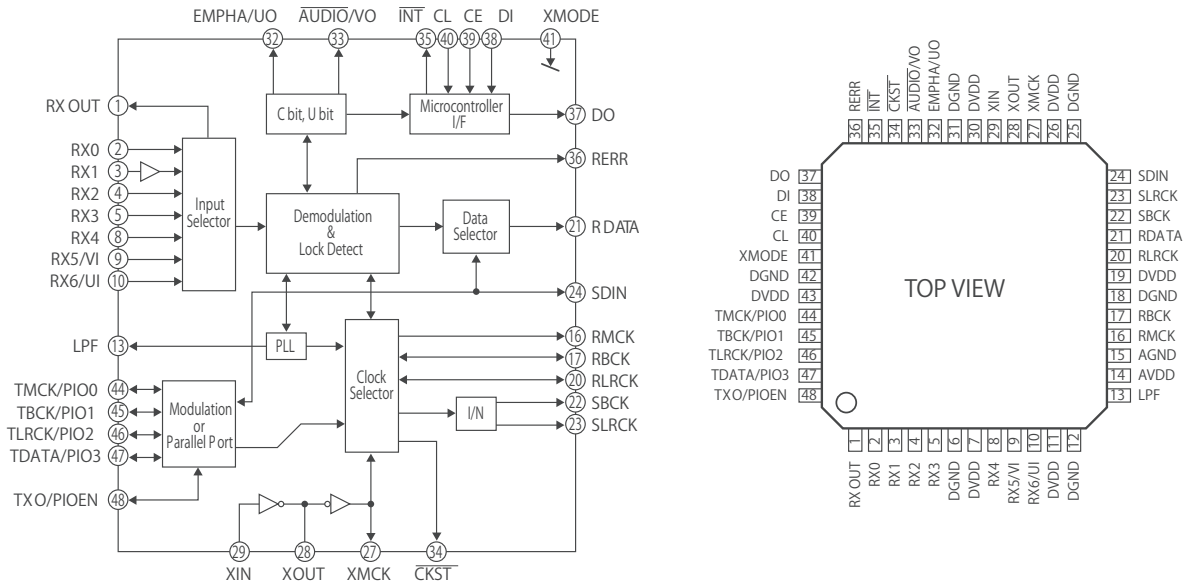 EMPHA/UO
AUDIO/VO
INT
CL
CE
DI
XMODE
32
33
35
40
39
38
41
RX OUT
1
C bit, U bit
Microcontroller
I/F
37
DO
RX0
2
RX1
3
RX2
4
RX3
5
RX4
8
RX5/VI
9
RX6/UI
10
Input
Selector
36
RERR
Demodulation
&
Lock Detect
Data
Selector
21
RDATA
24
SDIN
LPF
13
PLL
Clock
Selector
16
RMCK
17
RBCK
20
RLRCK
I/N
22
SBCK
23
SLRCK
TMCK/PIO0
44
TBCK/PIO1
45
TLRCK/PIO2
46
TDATA/PIO3
47
Modulation
or
Parallel Port
TXO/PIOEN
48
29
28
27
34
XIN
XOUT
XMCK
CKST
RERR
INT
CKST
AUDIO/VO
EMPHA/UO
DGND
DVDD
XIN
XOUT
XMCK
DVDD
DGND
36
35
34
33
32
31
30
29
28
27
26
25
DO 37
DI 38
CE 39
CL 40
XMODE 41
DGND 42
DVDD 43
TMCK/PIO0 44
TBCK/PIO1 45
TLRCK/PIO2 46
TDATA/PIO3 47
TXO/PIOEN 48
TOP VIEW
24 SDIN
23 SLRCK
22 SBCK
21 RDATA
20 RLRCK
19 DVDD
18 DGND
17 RBCK
16 RMCK
15 AGND
14 AVDD
13 LPF
1
2
3
4
5
6
7
8
9
10
11
12
RXOUT
RX0
RX1
RX2
RX3
DGND
DVDD
RX4
RX5/VI
RX6/UI
DVDD
DGND